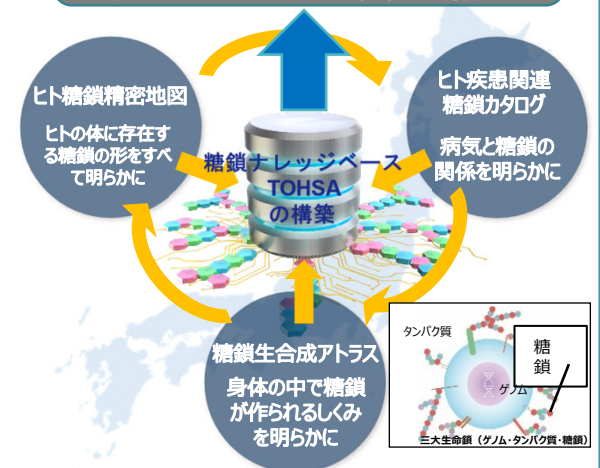 ヒト糖鎖精密地図
ヒトの体に存在す
る糖鎖の形をすべ
て明らかに
ヒト疾患関連
糖鎖カタログ
病気と糖鎖の
関係を明らかに
糖鎖ナレッジベース
TOHSA
の構築
糖鎖生合成アトラス
身体の中で糖鎖
が作られるしくみ
を明らかに
タンパク質
糖
鎖
ゲノム
三大生命鎖（ゲノム・タンパク質・糖鎖）